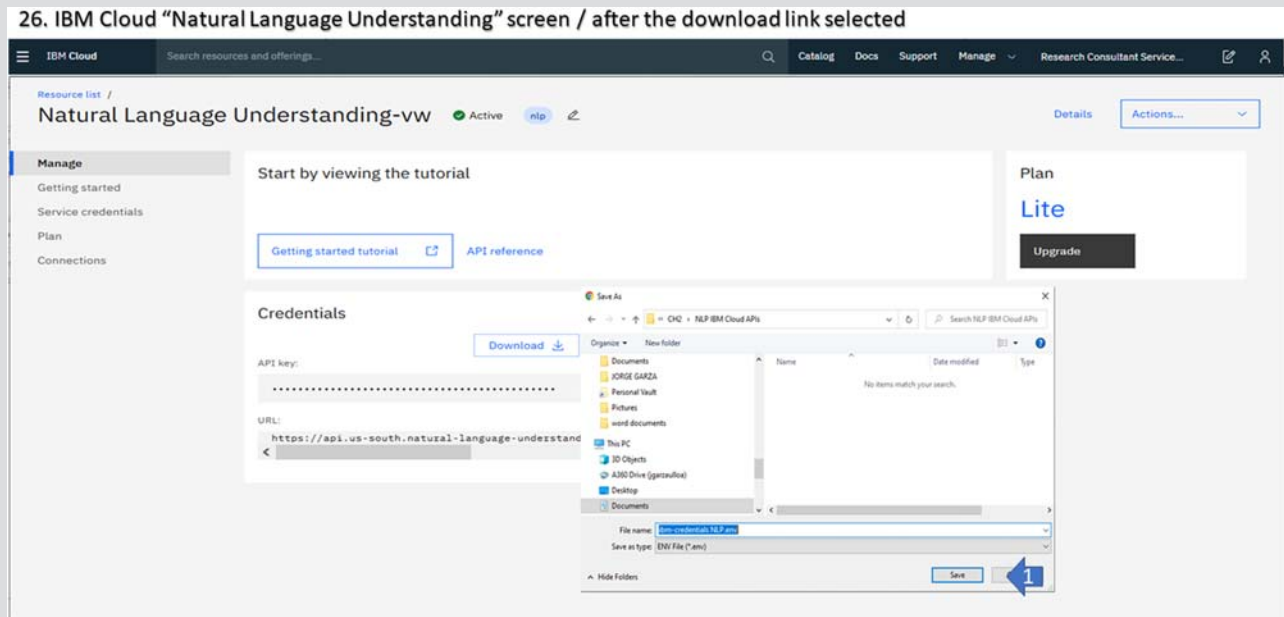 26. IBM Cloud “Natural Language Understanding” screen / after the download link selected
IBM Cloud Search resources and offerings... Catalog Docs Support Manage Research Consultant Service...
Resource list /
Natural Language Understanding-vw Active nlp
Details Actions...
Manage
Getting started
Service credentials
Plan
Connections
Start by viewing the tutorial
Getting started tutorial API reference
Plan
Lite
Upgrade
Credentials
Download
API key:
URL:
https://api.us-south.natural-language-understand
Save As
« CH2 › NLP IBM Cloud APIs Search NLP IBM Cloud APIs
Organize New folder
Documents
JORGE GARZA
Personal Vault
Pictures
word documents
This PC
3D Objects
A360 Drive (jgarzaulloa)
Desktop
Documents
Name Date modified Type
No items match your search.
File name: ibm-credentials.NLP.env
Save as type: ENV File (*.env)
Hide Folders Save
1